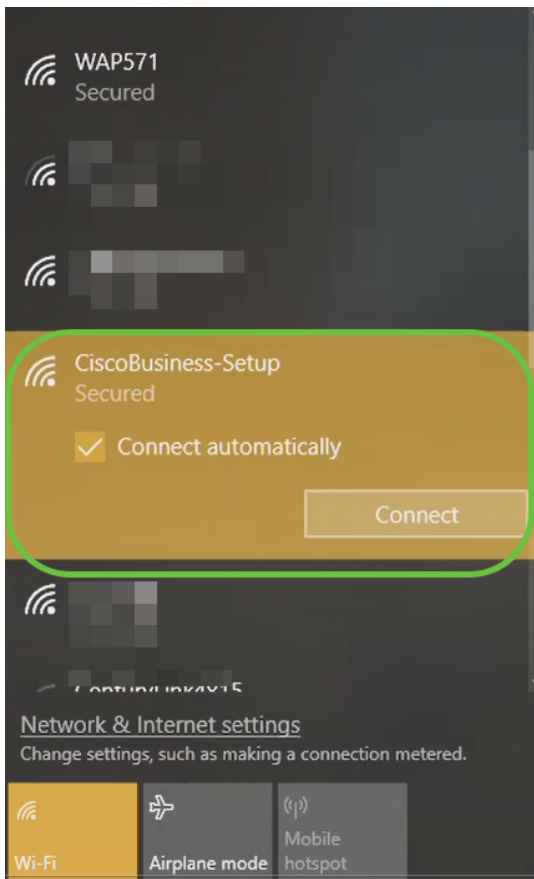 WAP571
Secured
CiscoBusiness-Setup
Secured
Connect automatically
Connect
Network & Internet settings
Change settings, such as making a connection metered.
Wi-Fi
Airplane mode
Mobile
hotspot